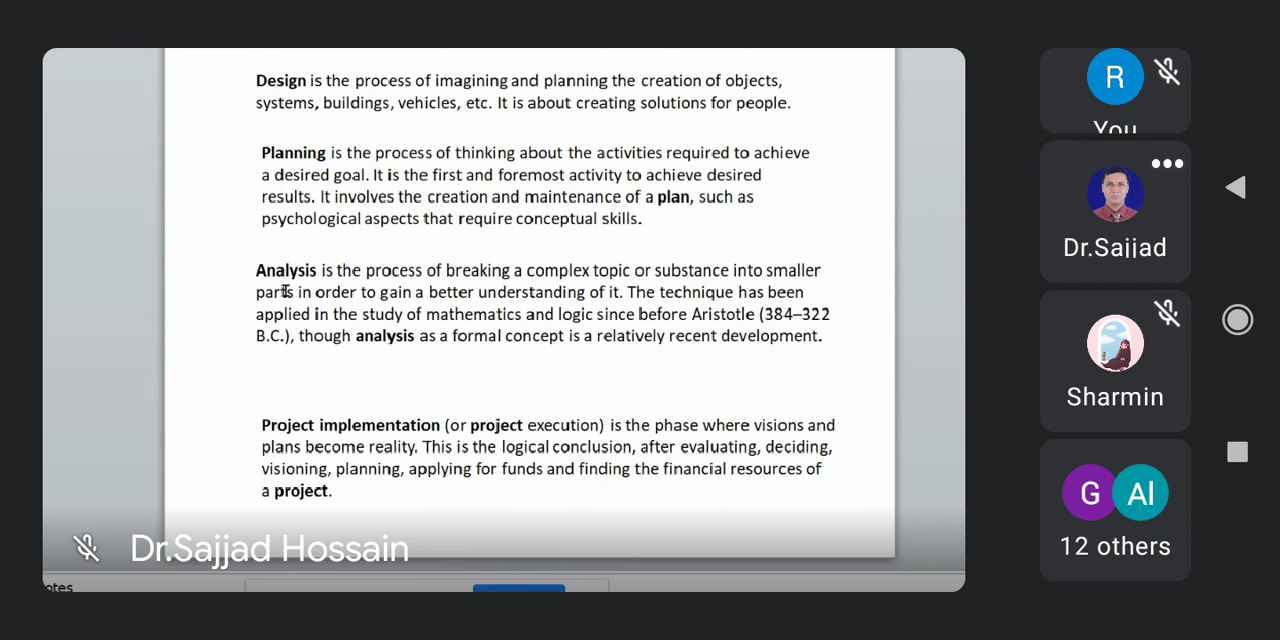 Design is the process of imagining and planning the creation of objects,
systems, buildings, vehicles, etc. It is about creating solutions for people.
Planning is the process of thinking about the activities required to achieve
a desired goal. It is the first and foremost activity to achieve desired
results. It involves the creation and maintenance of a plan, such as
psychological aspects that require conceptual skills.
Analysis is the process of breaking a complex topic or substance into smaller
parts in order to gain a better understanding of it. The technique has been
applied in the study of mathematics and logic since before Aristotle (384–322
B.C.), though analysis as a formal concept is a relatively recent development.
Project implementation (or project execution) is the phase where visions and
plans become reality. This is the logical conclusion, after evaluating, deciding,
visioning, planning, applying for funds and finding the financial resources of
a project.
Dr.Sajjad Hossain
otes
R
You
Dr.Sajjad
Sharmin
G
Al
12 others